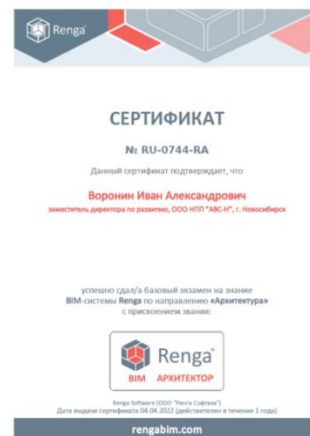 Renga
СЕРТИФИКАТ
№ RU-0744-RA
Данный сертификат подтверждает, что
Воронин Иван Александрович
заместитель директора по развитию, ООО НПП "АВС-Н", г. Новосибирск
успешно сдал/а базовый экзамен на знание
BIM-системы Renga по направлению «Архитектура»
с присвоением звания:
Renga
BIM АРХИТЕКТОР
Renga Software (ООО "Ренга Софтвэа")
Дата выдачи сертификата 04.04.2022 (действителен в течение 1 года)
rengabim.com